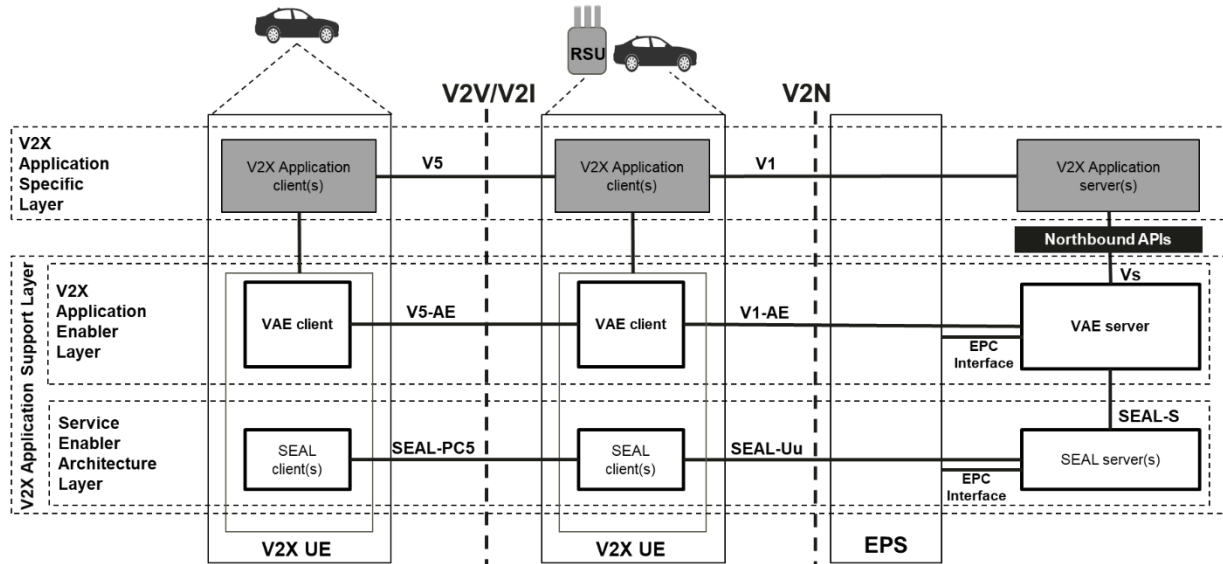 RSU
V2V/V2I
V2N
V2X
Application
Specific
Layer
V2X Application
client(s)
V5
V2X Application
client(s)
V1
V2X Application
server(s)
Northbound APIs
V2X Application Support Layer
V2X
Application
Enabler
Layer
Vs
VAE client
V5-AE
VAE client
V1-AE
VAE server
EPC
Interface
Service
Enabler
Architecture
Layer
SEAL-S
SEAL
client(s)
SEAL-PC5
SEAL
client(s)
SEAL-Uu
SEAL server(s)
EPC
Interface
V2X UE
V2X UE
EPS